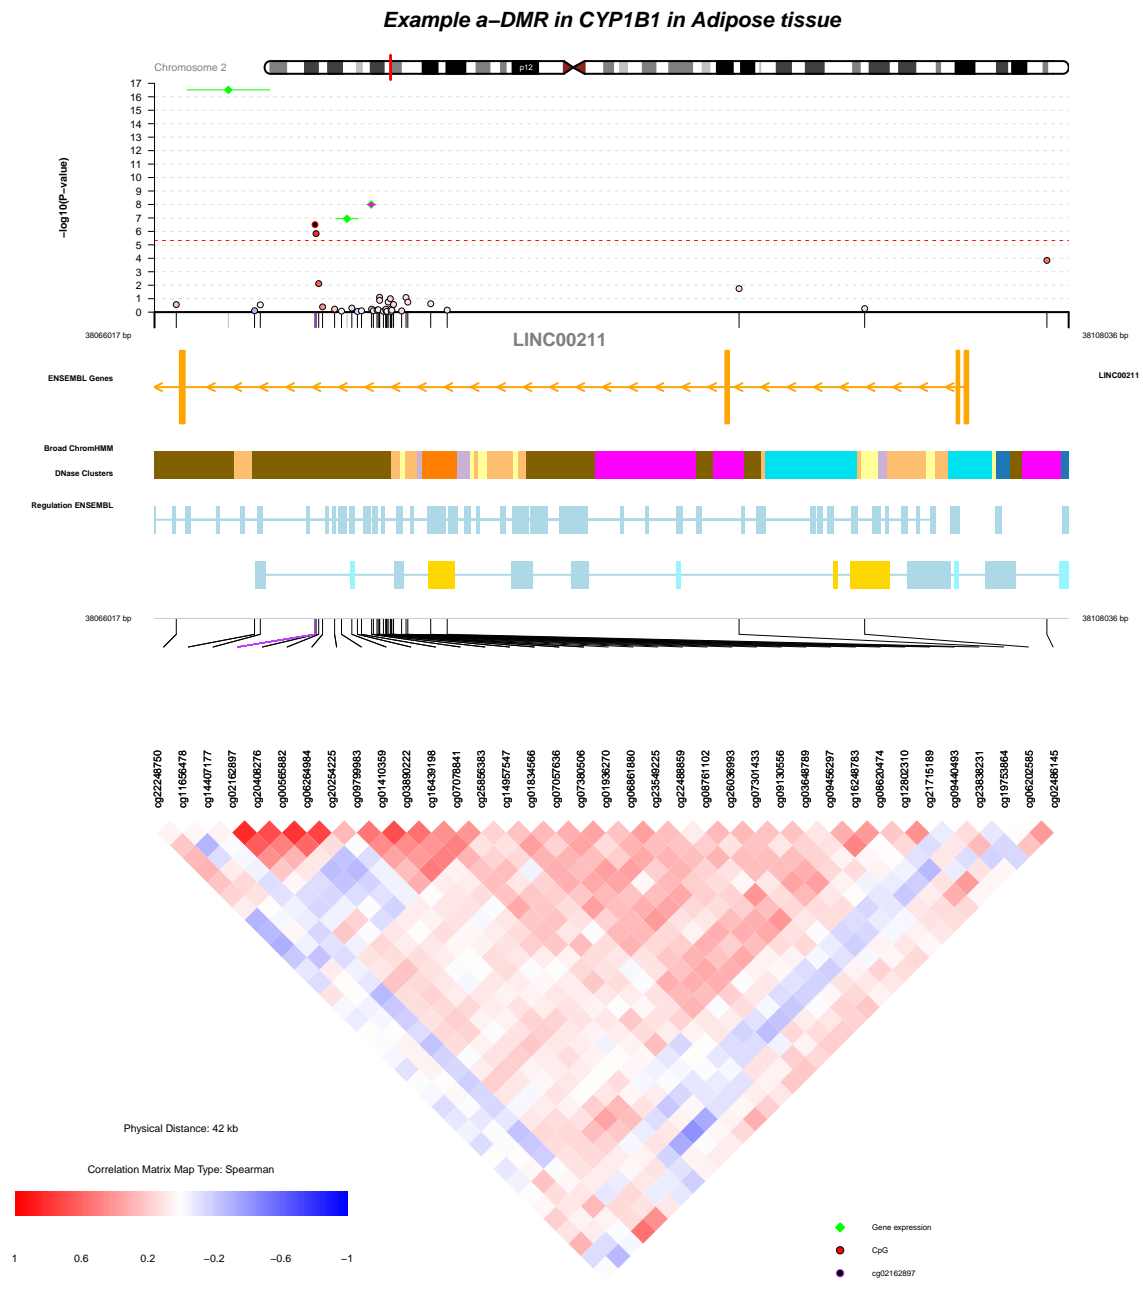 Example a–DMR in CYP1B1 in Adipose tissue
Chromosome 2
p12
17
16
15
14
13
12
11
10
9
8
7
6
5
4
3
2
1
0
−log10(P−value)
38066017 bp
38108036 bp
LINC00211
ENSEMBL Genes
LINC00211
Broad ChromHMM
DNase Clusters
Regulation ENSEMBL
38066017 bp
38108036 bp
cg22248750
cg11656478
cg14407177
cg02162897
cg20408276
cg00565882
cg06264984
cg20254225
cg09799983
cg01410359
cg03890222
cg16439198
cg07078841
cg25856383
cg14957547
cg01834566
cg07057636
cg07380506
cg01936270
cg06861880
cg23549225
cg22488859
cg08761102
cg26036993
cg07301433
cg09130556
cg03648789
cg09456297
cg16248783
cg08620474
cg12802310
cg21715189
cg09440493
cg23838231
cg19753864
cg06202585
cg02486145
Physical Distance: 42 kb
Correlation Matrix Map Type: Spearman
1
0.6
0.2
−0.2
−0.6
−1
Gene expression
CpG
cg02162897